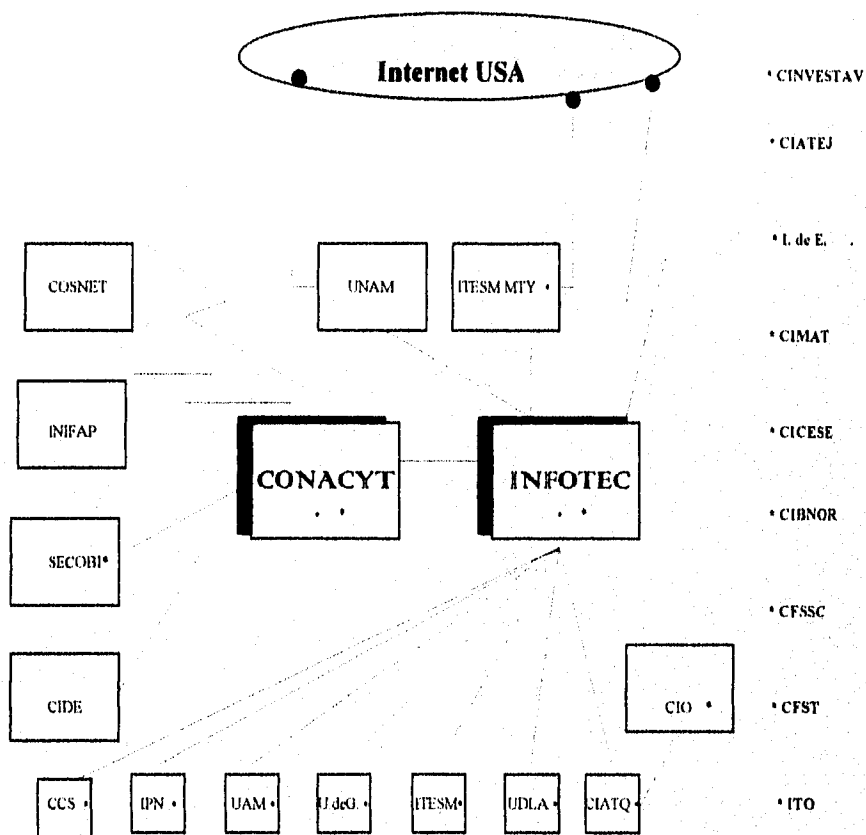 Internet USA
* CINVESTAV
* CIATEJ
* I. de E.
COSNET
UNAM
ITESM MTY *
* CIMAT
INIFAP
* CICESE
CONACYT
* *
INFOTEC
* *
* CIBNOR
SECOBI*
* CFSSC
CIDE
CIO *
* CFST
CCS *
IPN *
UAM *
U.deG. *
ITESM*
UDLA *
CIATQ *
* ITO